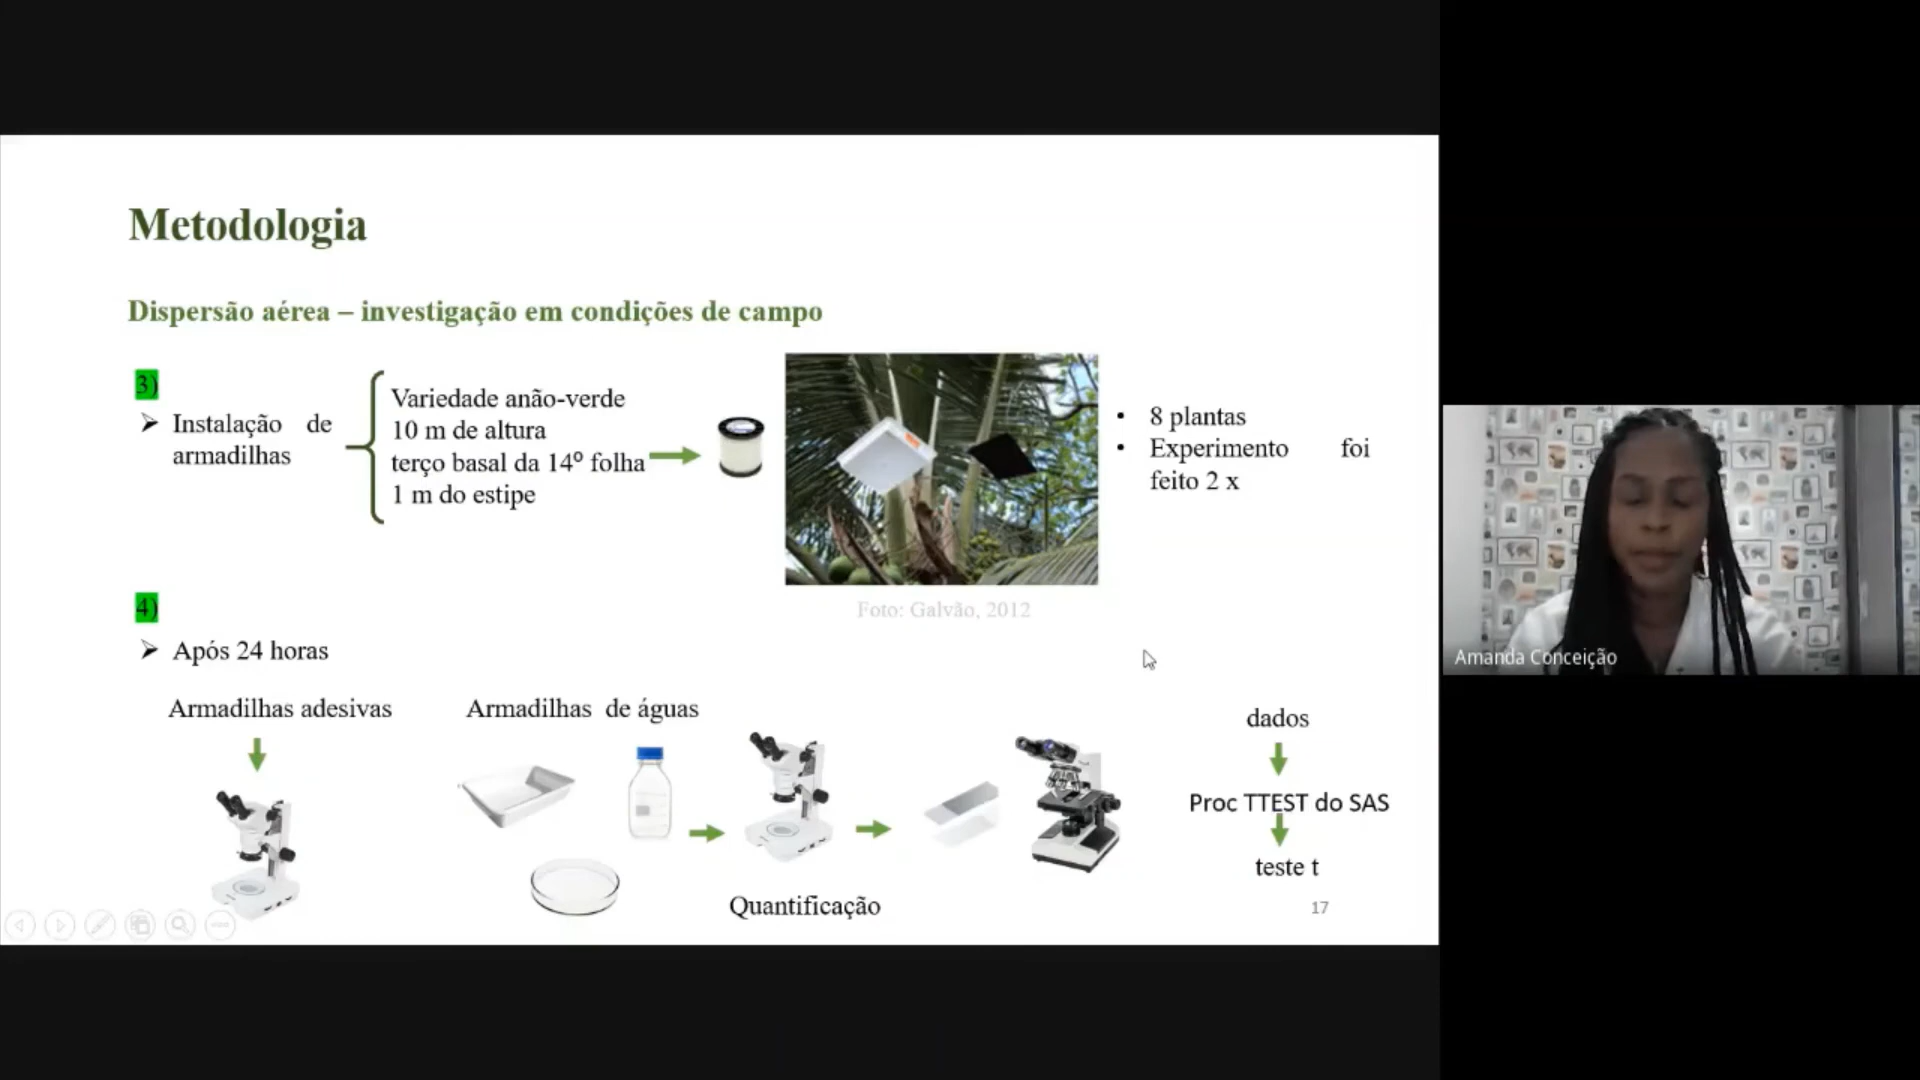 Metodologia
Dispersão aérea – investigação em condições de campo
3)
➢ Instalação de
armadilhas
Variedade anão-verde
10 m de altura
terço basal da 14º folha
1 m do estipe
• 8 plantas
• Experimento foi
feito 2 x
Foto: Galvão, 2012
4)
➢ Após 24 horas
Armadilhas adesivas
Armadilhas de águas
Quantificação
dados
Proc TTEST do SAS
teste t
17
Amanda Conceição